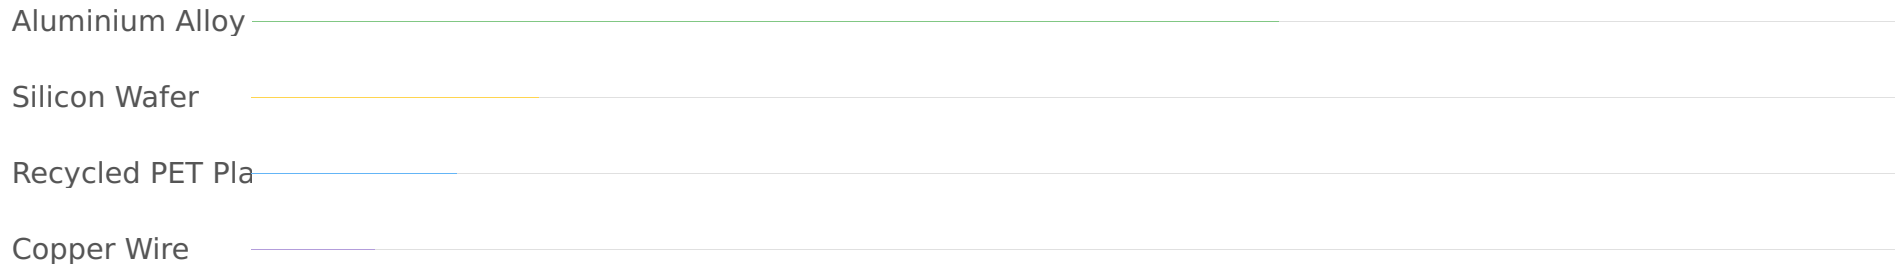 Aluminium Alloy
Silicon Wafer
Recycled PET Pla
Copper Wire